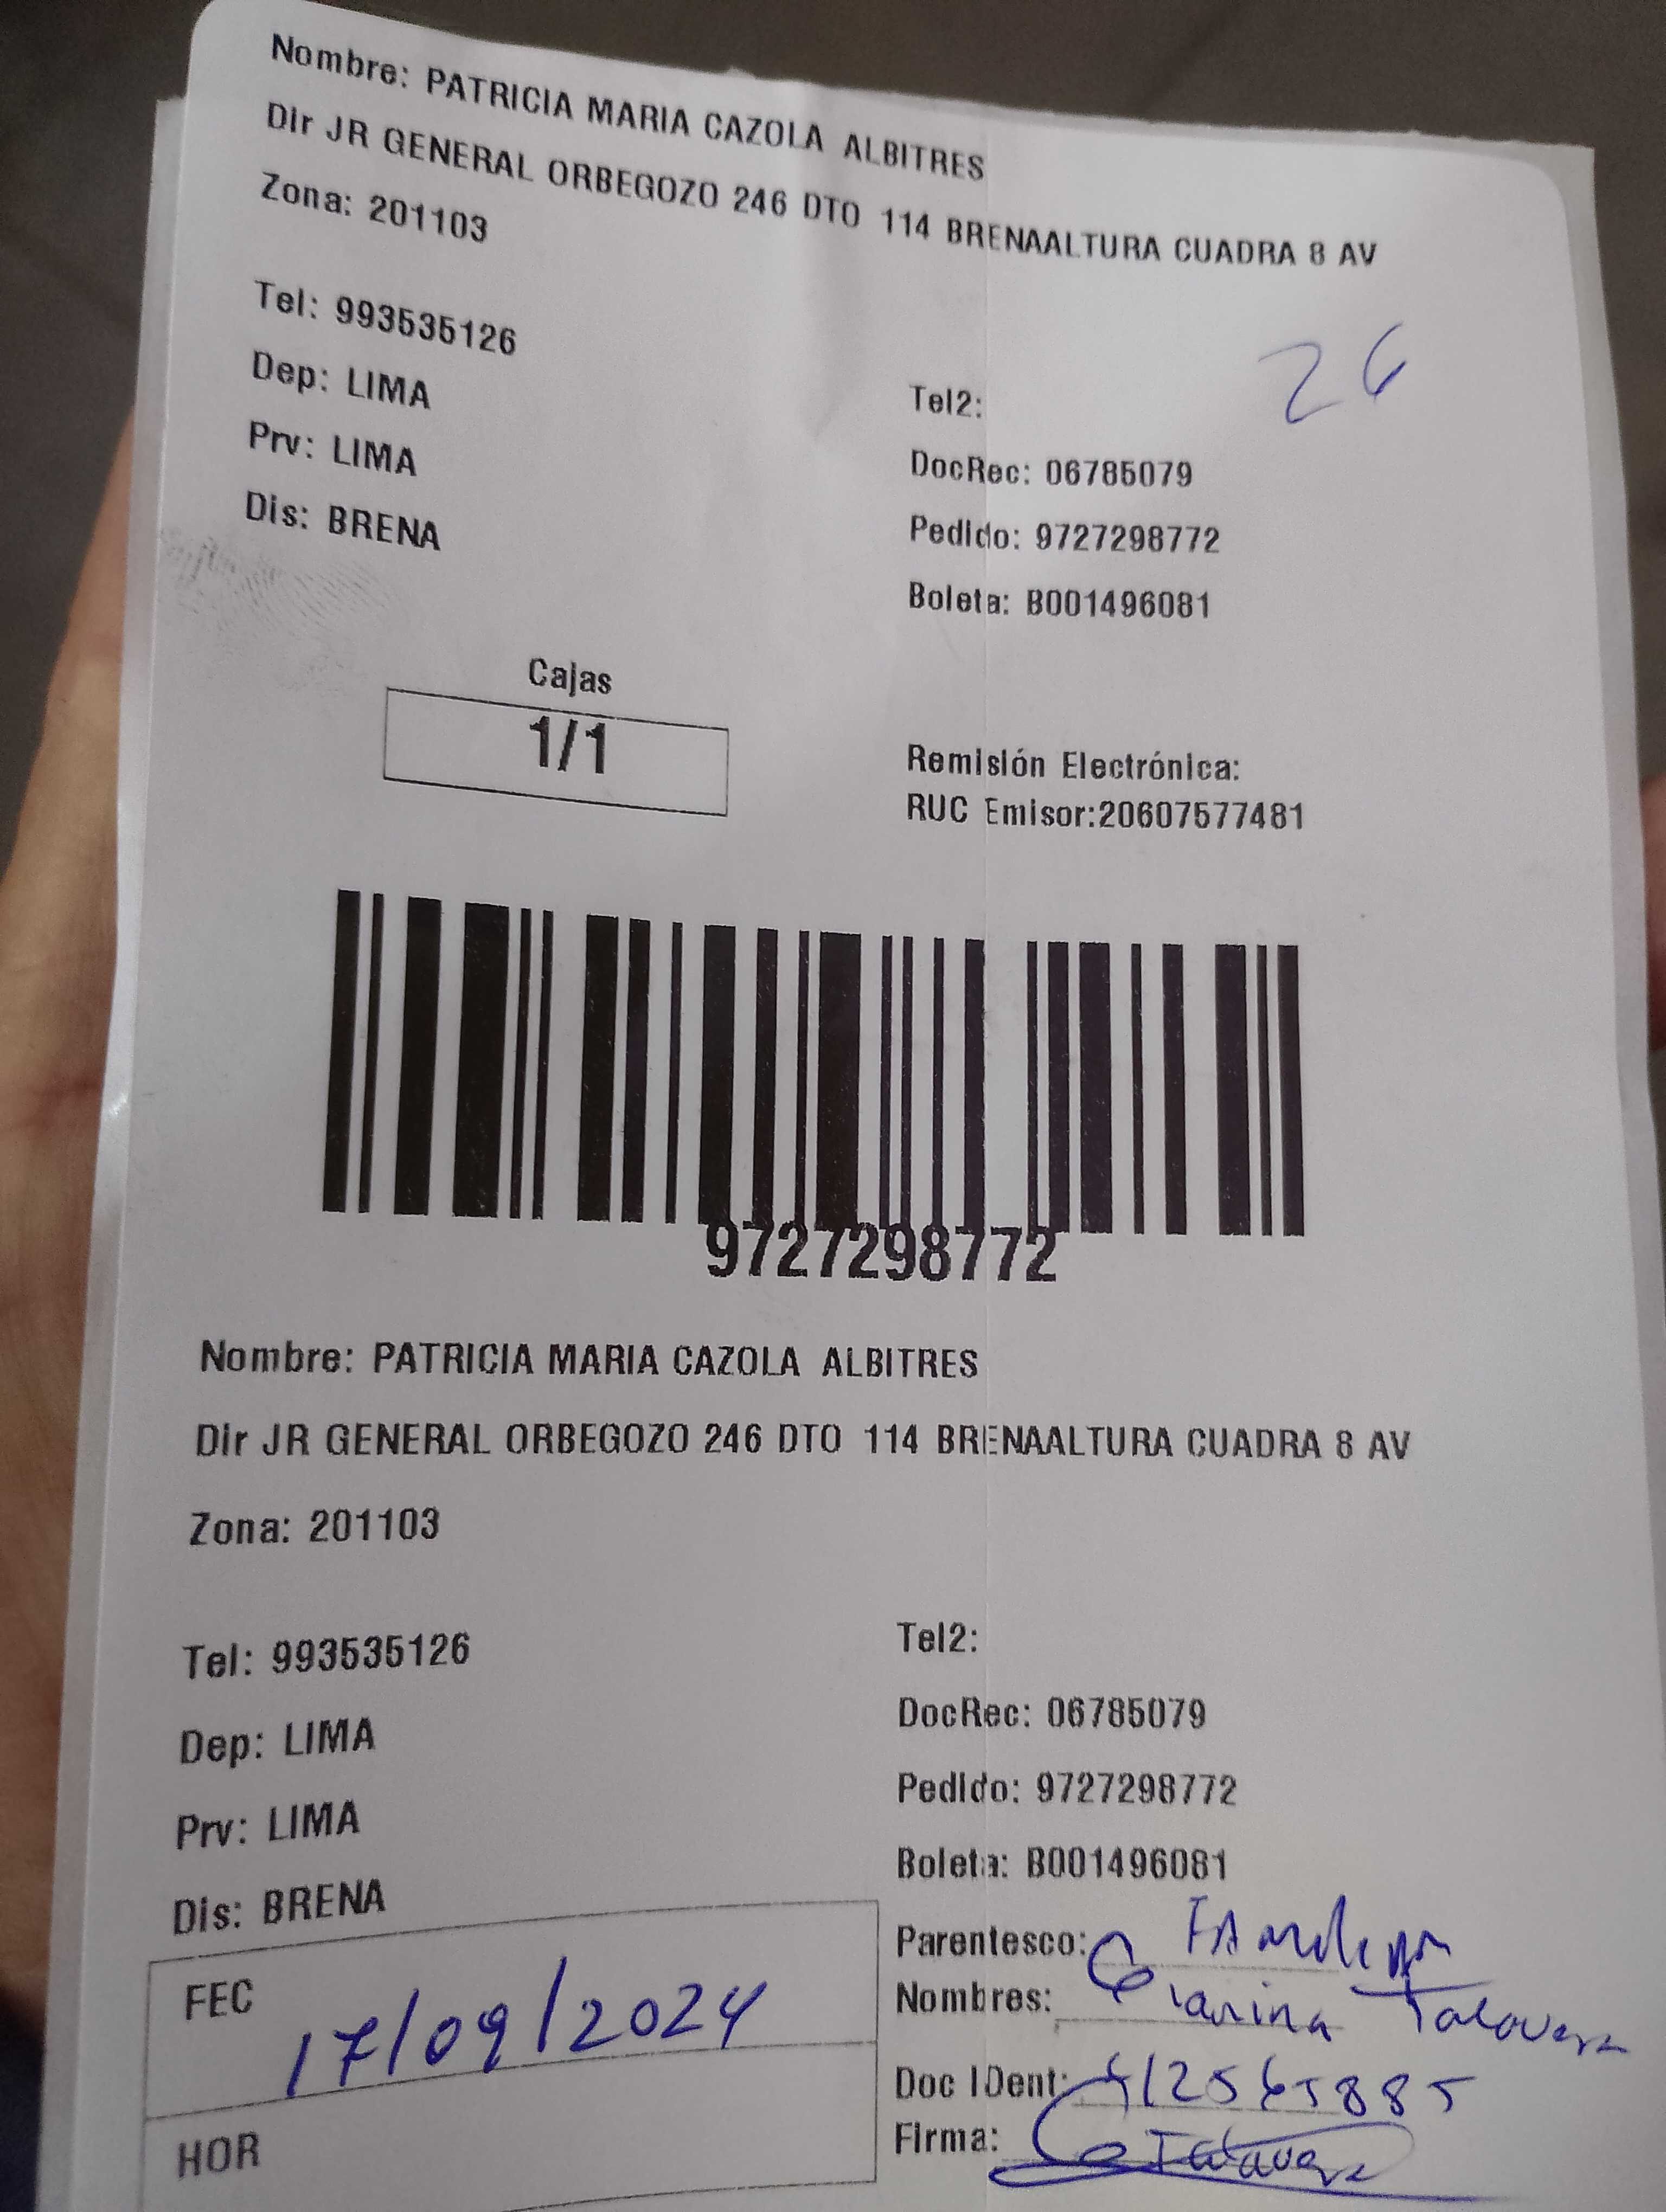 Nombre: PATRICIA MARIA CAZOLA ALBITRES
Dir JR GENERAL ORBEGOZO 246 DTO 114 BRENAALTURA CUADRA 8 AV
Zona: 201103
Tel: 993535126
Tel2:
Dep: LIMA
26
DocRec: 06785079
Prv: LIMA
Pedido: 9727298772
Dis: BRENA
Boleta: B001496081
Cajas
1/1
Remisión Electrónica:
RUC Emisor:20607577481
9727298772
Nombre: PATRICIA MARIA CAZOLA ALBITRES
Dir JR GENERAL ORBEGOZO 246 DTO 114 BRENAALTURA CUADRA 8 AV
Zona: 201103
Tel: 993535126
Tel2:
Dep: LIMA
DocRec: 06785079
Prv: LIMA
Pedido: 9727298772
Dis: BRENA
Boleta: B001496081
Parentesco:
FEC 17/09/2024
Nombres: Talavera
Doc IDent:
HOR
Firma: Talavera